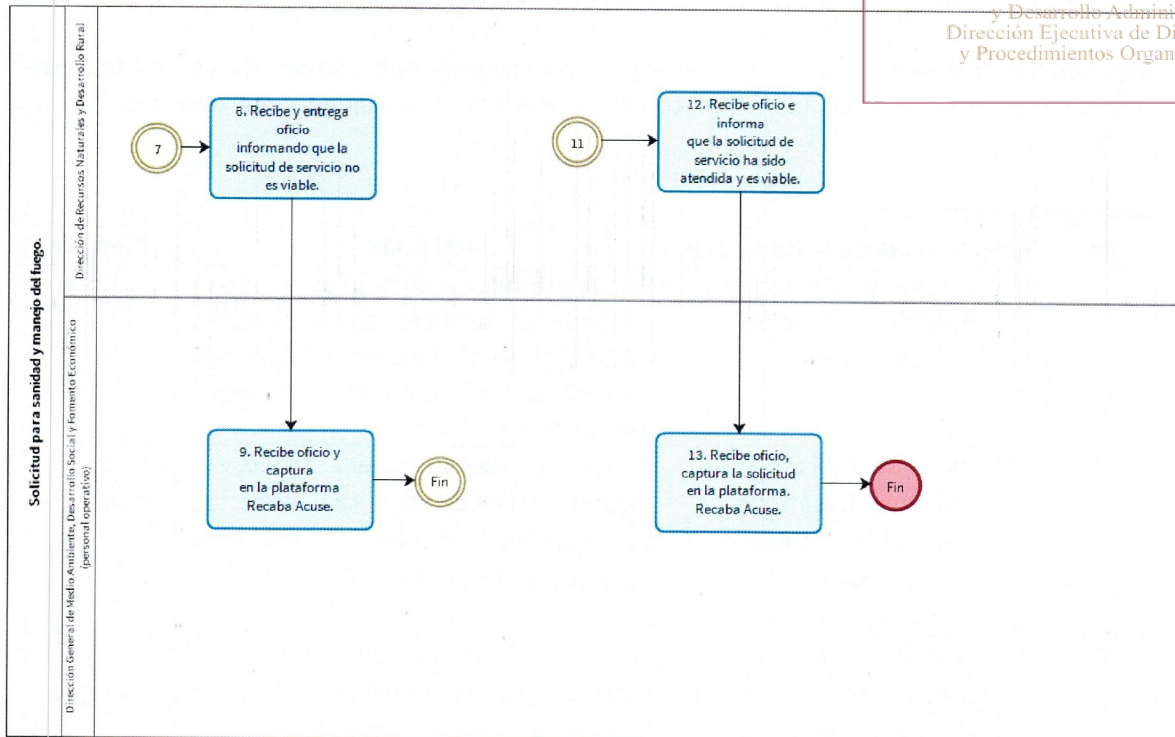 y Desarrollo Admini
Dirección Ejecutiva de Di
y Procedimientos Organ
Solicitud para sanidad y manejo del fuego.
Dirección de Recursos Naturales y Desarrollo Rural
7
8. Recibe y entrega
oficio
informando que la
solicitud de servicio no
es viable.
11
12. Recibe oficio e
informa
que la solicitud de
servicio ha sido
atendida y es viable.
Dirección General de Medio Ambiente, Desarrollo Social y Fomento Económico
(personal operativo)
9. Recibe oficio y
captura
en la plataforma
Recaba Acuse.
Fin
13. Recibe oficio,
captura la solicitud
en la plataforma.
Recaba Acuse.
Fin